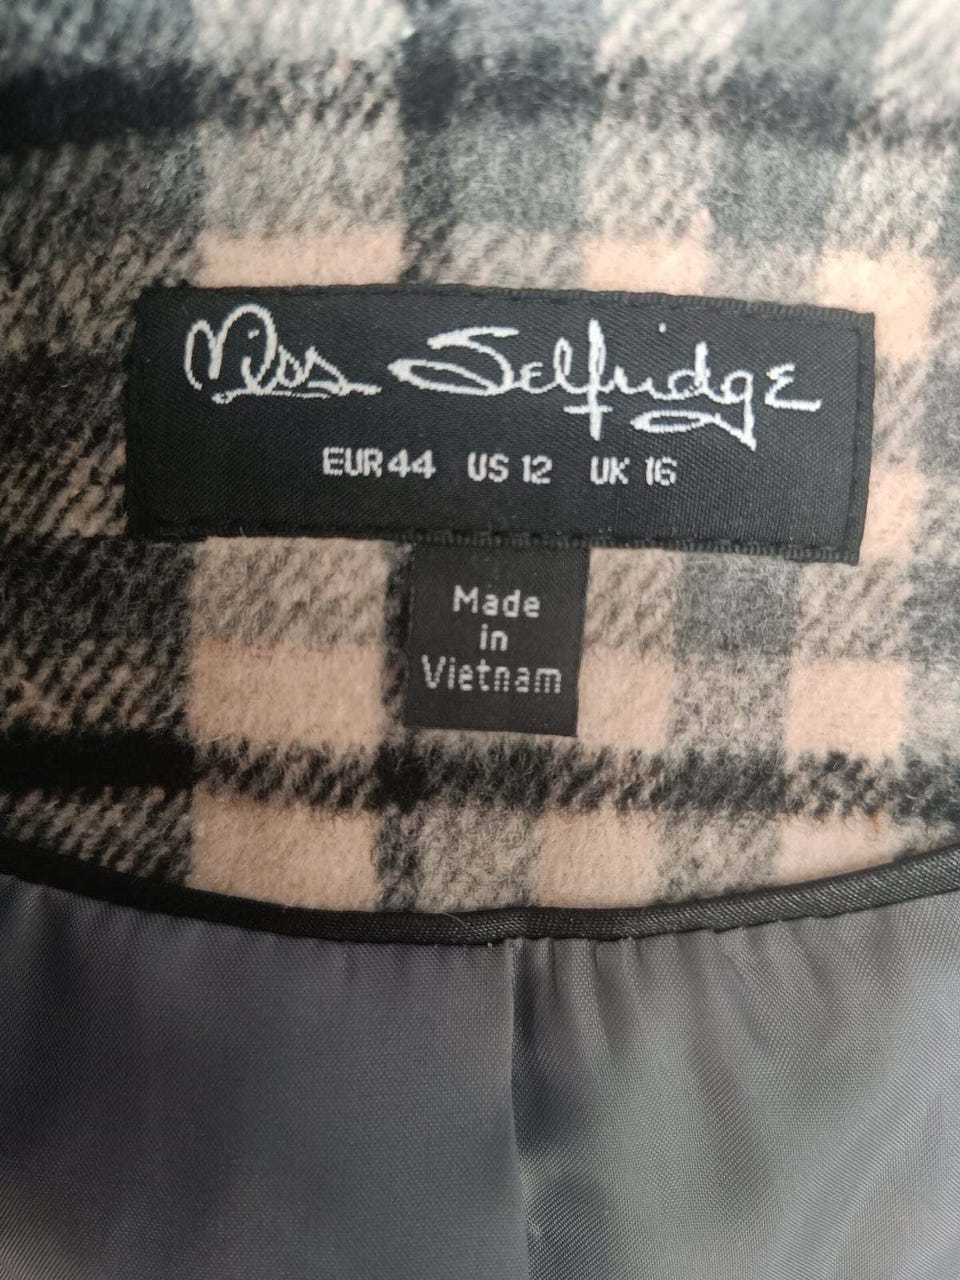 Miss Selfridge
EUR 44 US 12 UK 16
Made
in
Vietnam